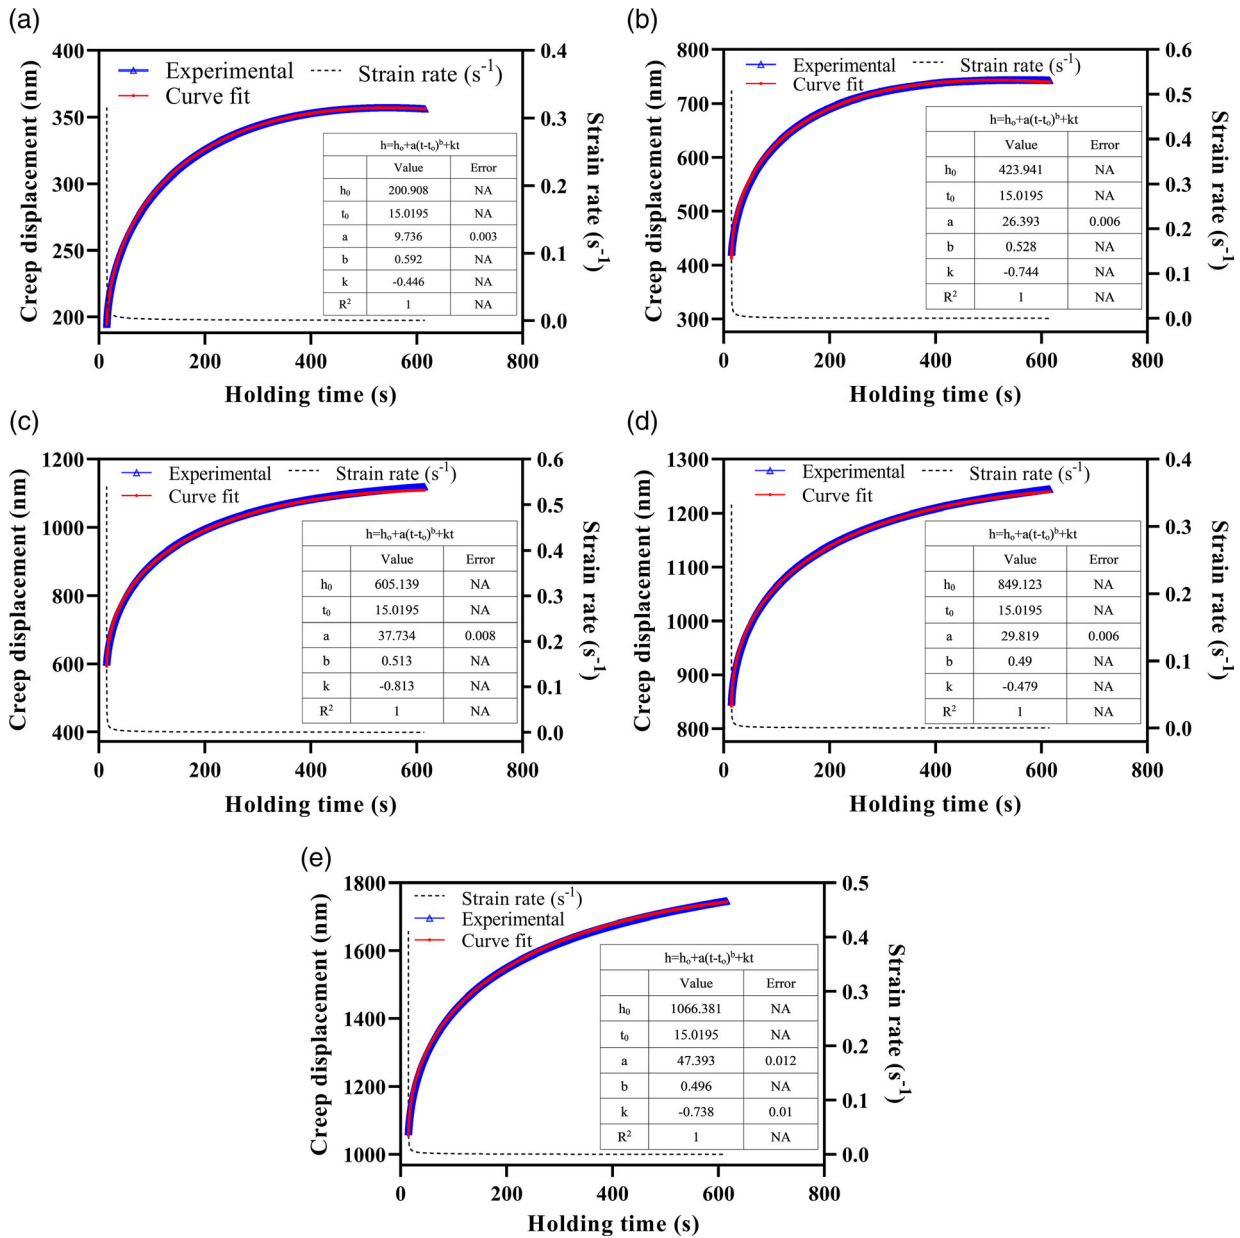 (a)
400
350
300
250
200
Creep displacement (nm)
0.4
0.3
0.2
0.1
0.0
Strain rate (s⁻¹)
Experimental
Strain rate (s⁻¹)
Curve fit
h=hₒ+a(t-tₒ)ᵇ+kt
Value Error
h₀ 200.908 NA
t₀ 15.0195 NA
a 9.736 0.003
b 0.592 NA
k -0.446 NA
R² 1 NA
0 200 400 600 800
Holding time (s)
(b)
800
700
600
500
400
300
Creep displacement (nm)
0.6
0.5
0.4
0.3
0.2
0.1
0.0
Strain rate (s⁻¹)
Experimental
Strain rate (s⁻¹)
Curve fit
h=hₒ+a(t-tₒ)ᵇ+kt
Value Error
h₀ 423.941 NA
t₀ 15.0195 NA
a 26.393 0.006
b 0.528 NA
k -0.744 NA
R² 1 NA
0 200 400 600 800
Holding time (s)
(c)
1200
1000
800
600
400
Creep displacement (nm)
0.6
0.5
0.4
0.3
0.2
0.1
0.0
Strain rate (s⁻¹)
Experimental
Strain rate (s⁻¹)
Curve fit
h=hₒ+a(t-tₒ)ᵇ+kt
Value Error
h₀ 605.139 NA
t₀ 15.0195 NA
a 37.734 0.008
b 0.513 NA
k -0.813 NA
R² 1 NA
0 200 400 600 800
Holding time (s)
(d)
1300
1200
1100
1000
900
800
Creep displacement (nm)
0.4
0.3
0.2
0.1
0.0
Strain rate (s⁻¹)
Experimental
Strain rate (s⁻¹)
Curve fit
h=hₒ+a(t-tₒ)ᵇ+kt
Value Error
h₀ 849.123 NA
t₀ 15.0195 NA
a 29.819 0.006
b 0.49 NA
k -0.479 NA
R² 1 NA
0 200 400 600 800
Holding time (s)
(e)
1800
1600
1400
1200
1000
Creep displacement (nm)
0.5
0.4
0.3
0.2
0.1
0.0
Strain rate (s⁻¹)
Strain rate (s⁻¹)
Experimental
Curve fit
h=hₒ+a(t-tₒ)ᵇ+kt
Value Error
h₀ 1066.381 NA
t₀ 15.0195 NA
a 47.393 0.012
b 0.496 NA
k -0.738 0.01
R² 1 NA
0 200 400 600 800
Holding time (s)